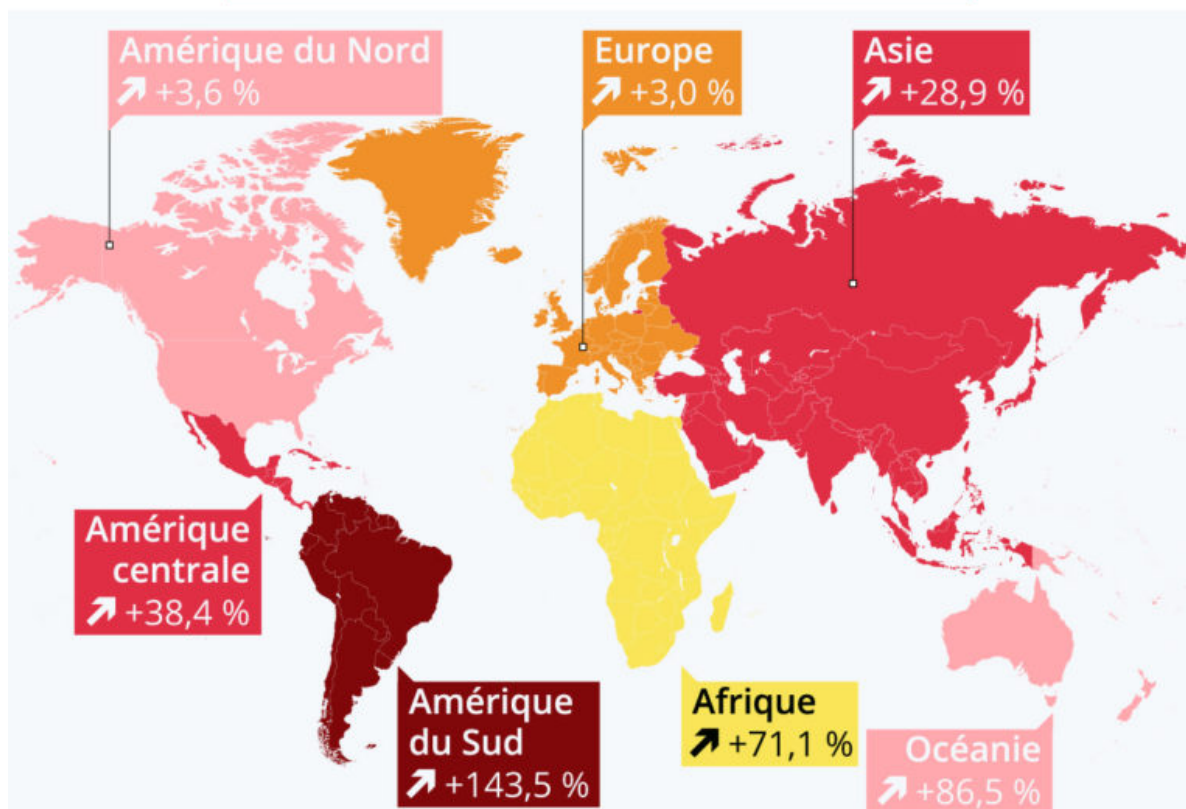 Amérique du Nord
+3,6 %
Europe
+3,0 %
Asie
+28,9 %
Amérique
centrale
+38,4 %
Amérique
du Sud
+143,5 %
Afrique
+71,1 %
Océanie
+86,5 %